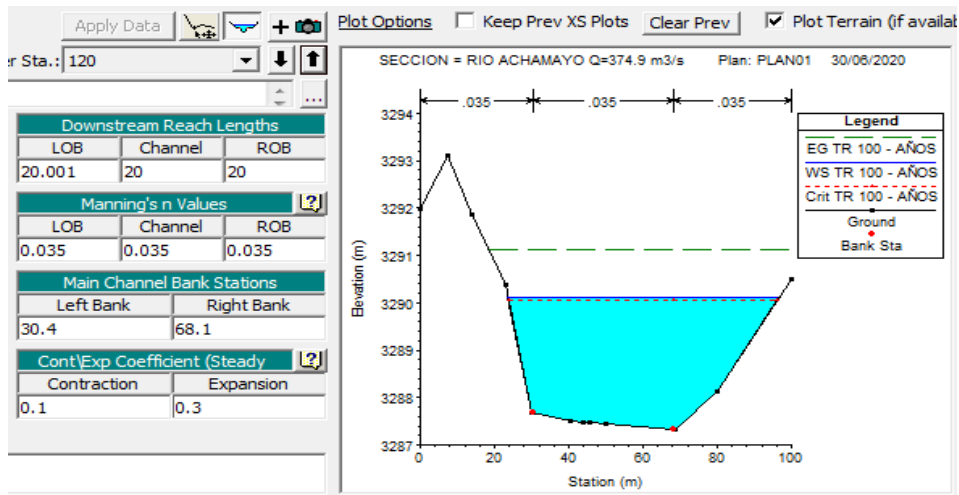 Apply Data
Plot Options Keep Prev XS Plots Clear Prev Plot Terrain (if availab
er Sta.: 120
...
Downstream Reach Lengths
LOB Channel ROB
20.001 20 20
Manning's n Values ?
LOB Channel ROB
0.035 0.035 0.035
Main Channel Bank Stations
Left Bank Right Bank
30.4 68.1
Cont\Exp Coefficient (Steady ?
Contraction Expansion
0.1 0.3
SECCION = RIO ACHAMAYO Q=374.9 m3/s Plan: PLAN01 30/06/2020
.035 .035 .035
3294
3293
3292
3291
3290
3289
3288
3287
Elevation (m)
0 20 40 60 80 100
Station (m)
Legend
EG TR 100 - AÑOS
WS TR 100 - AÑOS
Crit TR 100 - AÑOS
Ground
Bank Sta